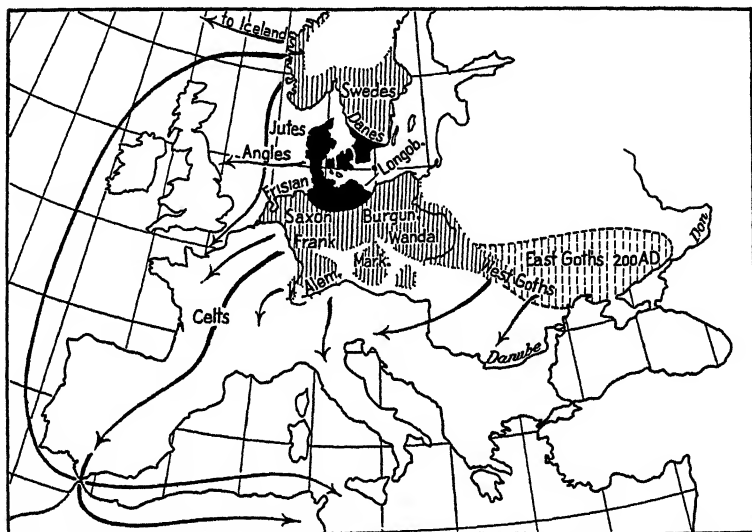 to Iceland
Swedes
Jutes
Danes
Angles
Longob.
Frisian
Saxon
Burgun.
Frank
Wanda.
Mark.
Alem.
West Goths
East Goths 200AD
Don
Celts
Danube